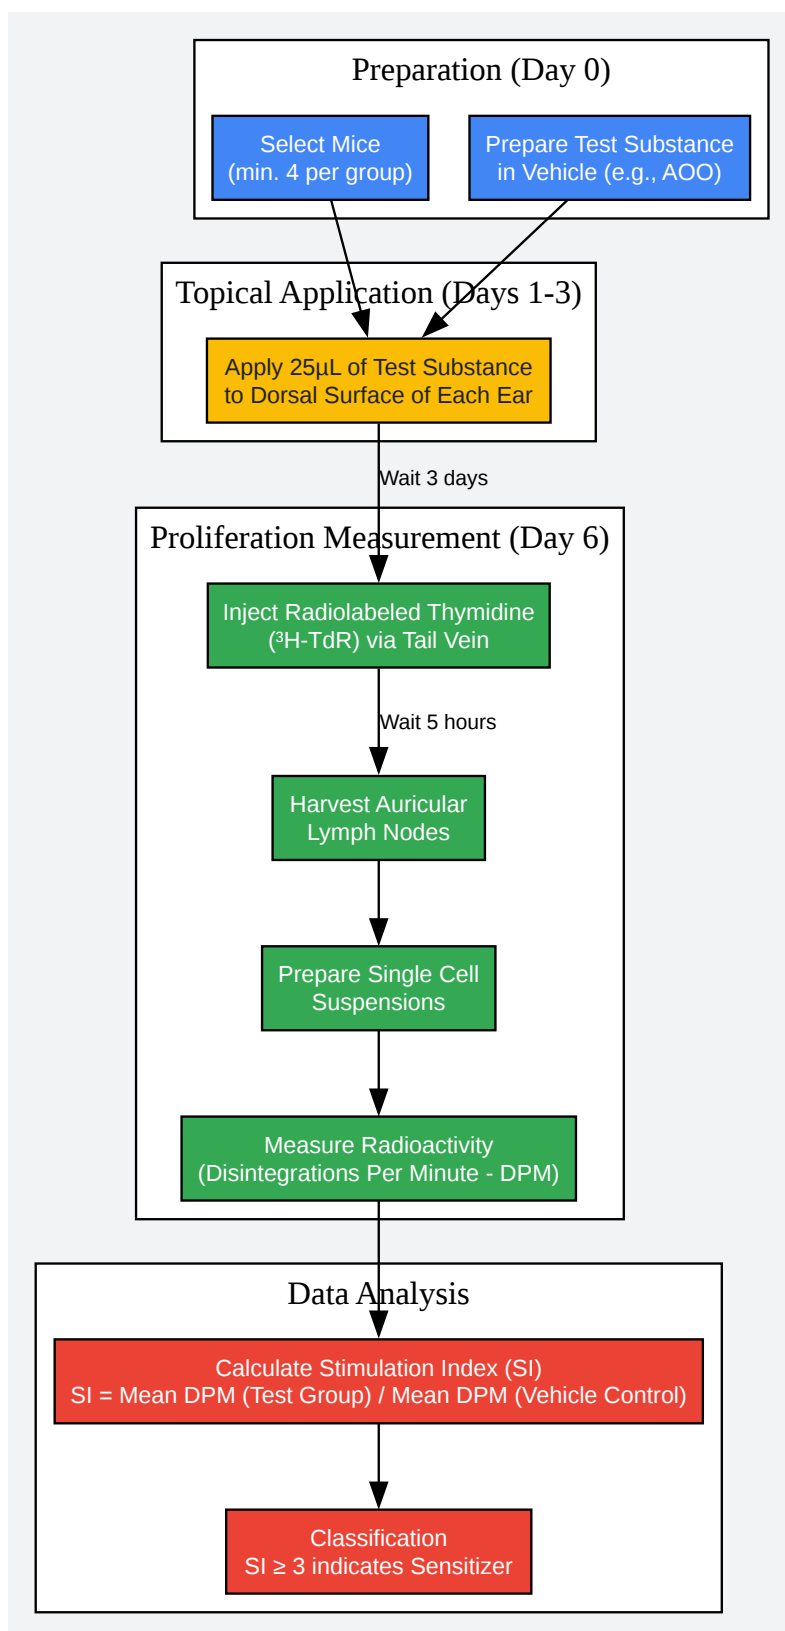 Preparation (Day 0)
Select Mice
(min. 4 per group)
Prepare Test Substance
in Vehicle (e.g., AOO)
Topical Application (Days 1-3)
Apply 25µL of Test Substance
to Dorsal Surface of Each Ear
Wait 3 days
Proliferation Measurement (Day 6)
Inject Radiolabeled Thymidine
(³H-TdR) via Tail Vein
Wait 5 hours
Harvest Auricular
Lymph Nodes
Prepare Single Cell
Suspensions
Measure Radioactivity
(Disintegrations Per Minute - DPM)
Data Analysis
Calculate Stimulation Index (SI)
SI = Mean DPM (Test Group) / Mean DPM (Vehicle Control)
Classification
SI ≥ 3 indicates Sensitizer